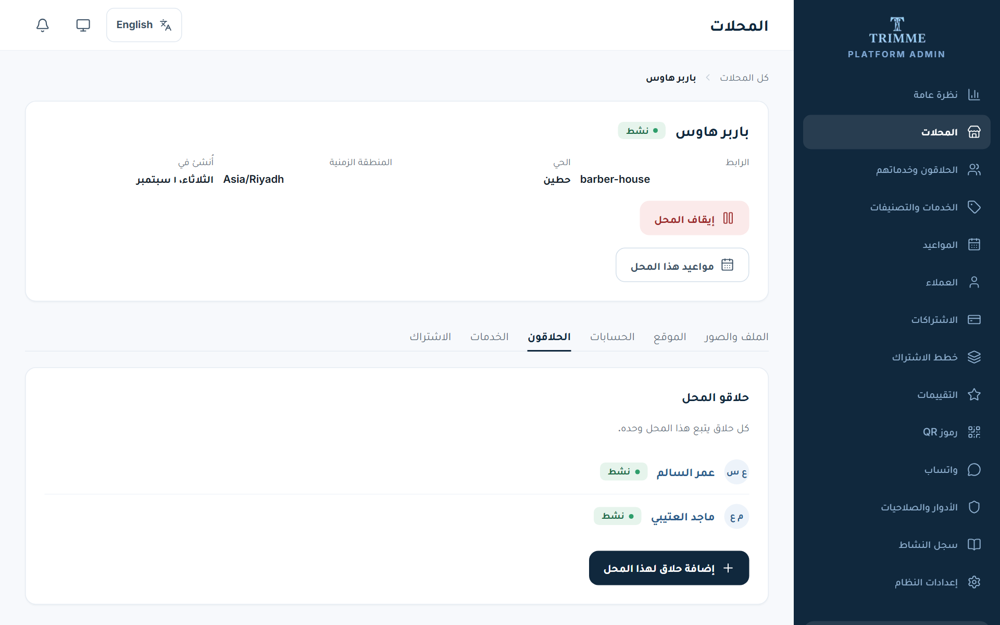 TRIMME
PLATFORM ADMIN
نظرة عامة
المحلات
الحلاقون وخدماتهم
الخدمات والتصنيفات
المواعيد
العملاء
الاشتراكات
خطط الاشتراك
التقييمات
رموز QR
واتساب
الأدوار والصلاحيات
سجل النشاط
إعدادات النظام
المحلات
English
كل المحلات
باربر هاوس
باربر هاوس
نشط
الرابط
barber-house
الحي
حطين
المنطقة الزمنية
Asia/Riyadh
أُنشئ في
الثلاثاء، ١ سبتمبر
إيقاف المحل
مواعيد هذا المحل
الملف والصور
الموقع
الحسابات
الحلاقون
الخدمات
الاشتراك
حلاقو المحل
كل حلاق يتبع هذا المحل وحده.
ع س
عمر السالم
نشط
م ع
ماجد العتيبي
نشط
إضافة حلاق لهذا المحل